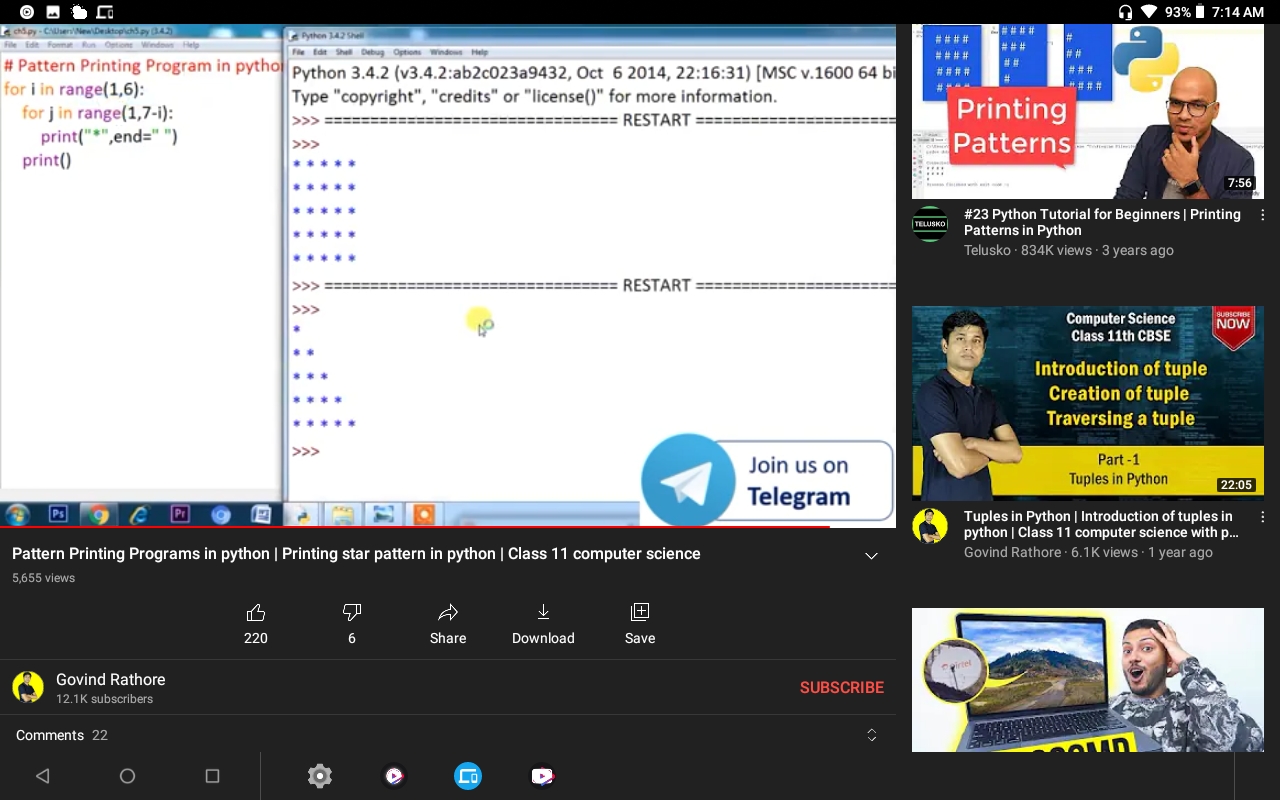 93% 7:14 AM
ch5.py - C:\Users\New\Desktop\ch5.py (3.4.2)
File Edit Format Run Options Windows Help
# Pattern Printing Program in python
for i in range(1,6):
for j in range(1,7-i):
print("*",end=" ")
print()
Python 3.4.2 Shell
File Edit Shell Debug Options Windows Help
Python 3.4.2 (v3.4.2:ab2c023a9432, Oct 6 2014, 22:16:31) [MSC v.1600 64 bi
Type "copyright", "credits" or "license()" for more information.
>>> ================================ RESTART ======================
>>>
* * * * *
* * * * *
* * * * *
* * * * *
* * * * *
>>> ================================ RESTART ======================
>>>
*
* *
* * *
* * * *
* * * * *
>>>
Join us on
Telegram
Ps
Pr
Pattern Printing Programs in python | Printing star pattern in python | Class 11 computer science
5,655 views
220
6
Share
Download
Save
Govind Rathore
12.1K subscribers
SUBSCRIBE
Comments 22
# # # #
# # # #
# # # #
# # # #
# # # #
# # #
# #
#
#
# #
# # #
# # # #
Printing
Patterns
7:56
TELUSKO
#23 Python Tutorial for Beginners | Printing
Patterns in Python
Telusko · 834K views · 3 years ago
Computer Science
Class 11th CBSE
SUBSCRIBE
NOW
Introduction of tuple
Creation of tuple
Traversing a tuple
Part -1
Tuples in Python
22:05
Tuples in Python | Introduction of tuples in
python | Class 11 computer science with p...
Govind Rathore · 6.1K views · 1 year ago
airtel